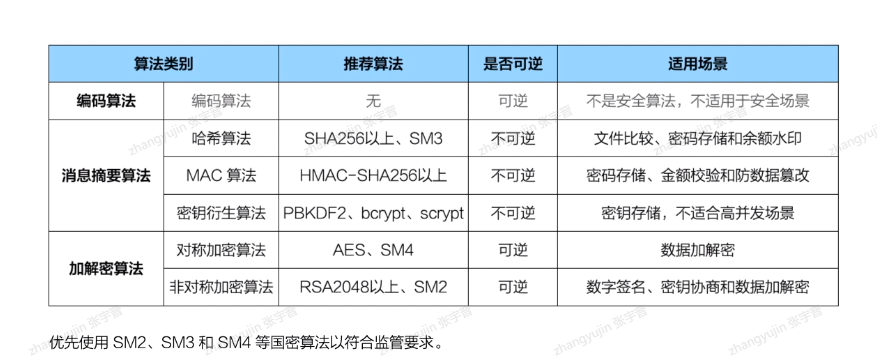 算法类别 推荐算法 是否可逆 适用场景
编码算法 编码算法 无 可逆 不是安全算法，不适用于安全场景
消息摘要算法 哈希算法 SHA256以上、SM3 不可逆 文件比较、密码存储和余额水印
MAC 算法 HMAC-SHA256以上 不可逆 密码存储、金额校验和防数据篡改
密钥衍生算法 PBKDF2、bcrypt、scrypt 不可逆 密钥存储，不适合高并发场景
加解密算法 对称加密算法 AES、SM4 可逆 数据加解密
非对称加密算法 RSA2048以上、SM2 可逆 数字签名、密钥协商和数据加解密
优先使用 SM2、SM3 和 SM4 等国密算法以符合监管要求。
zhangyujin 张宇晋